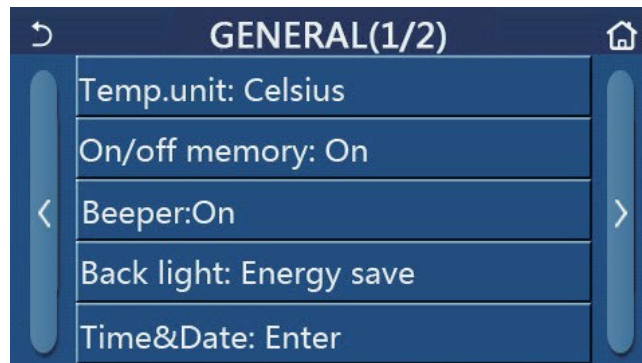 GENERAL(1/2)
Temp.unit: Celsius
On/off memory: On
Beeper:On
Back light: Energy save
Time&Date: Enter